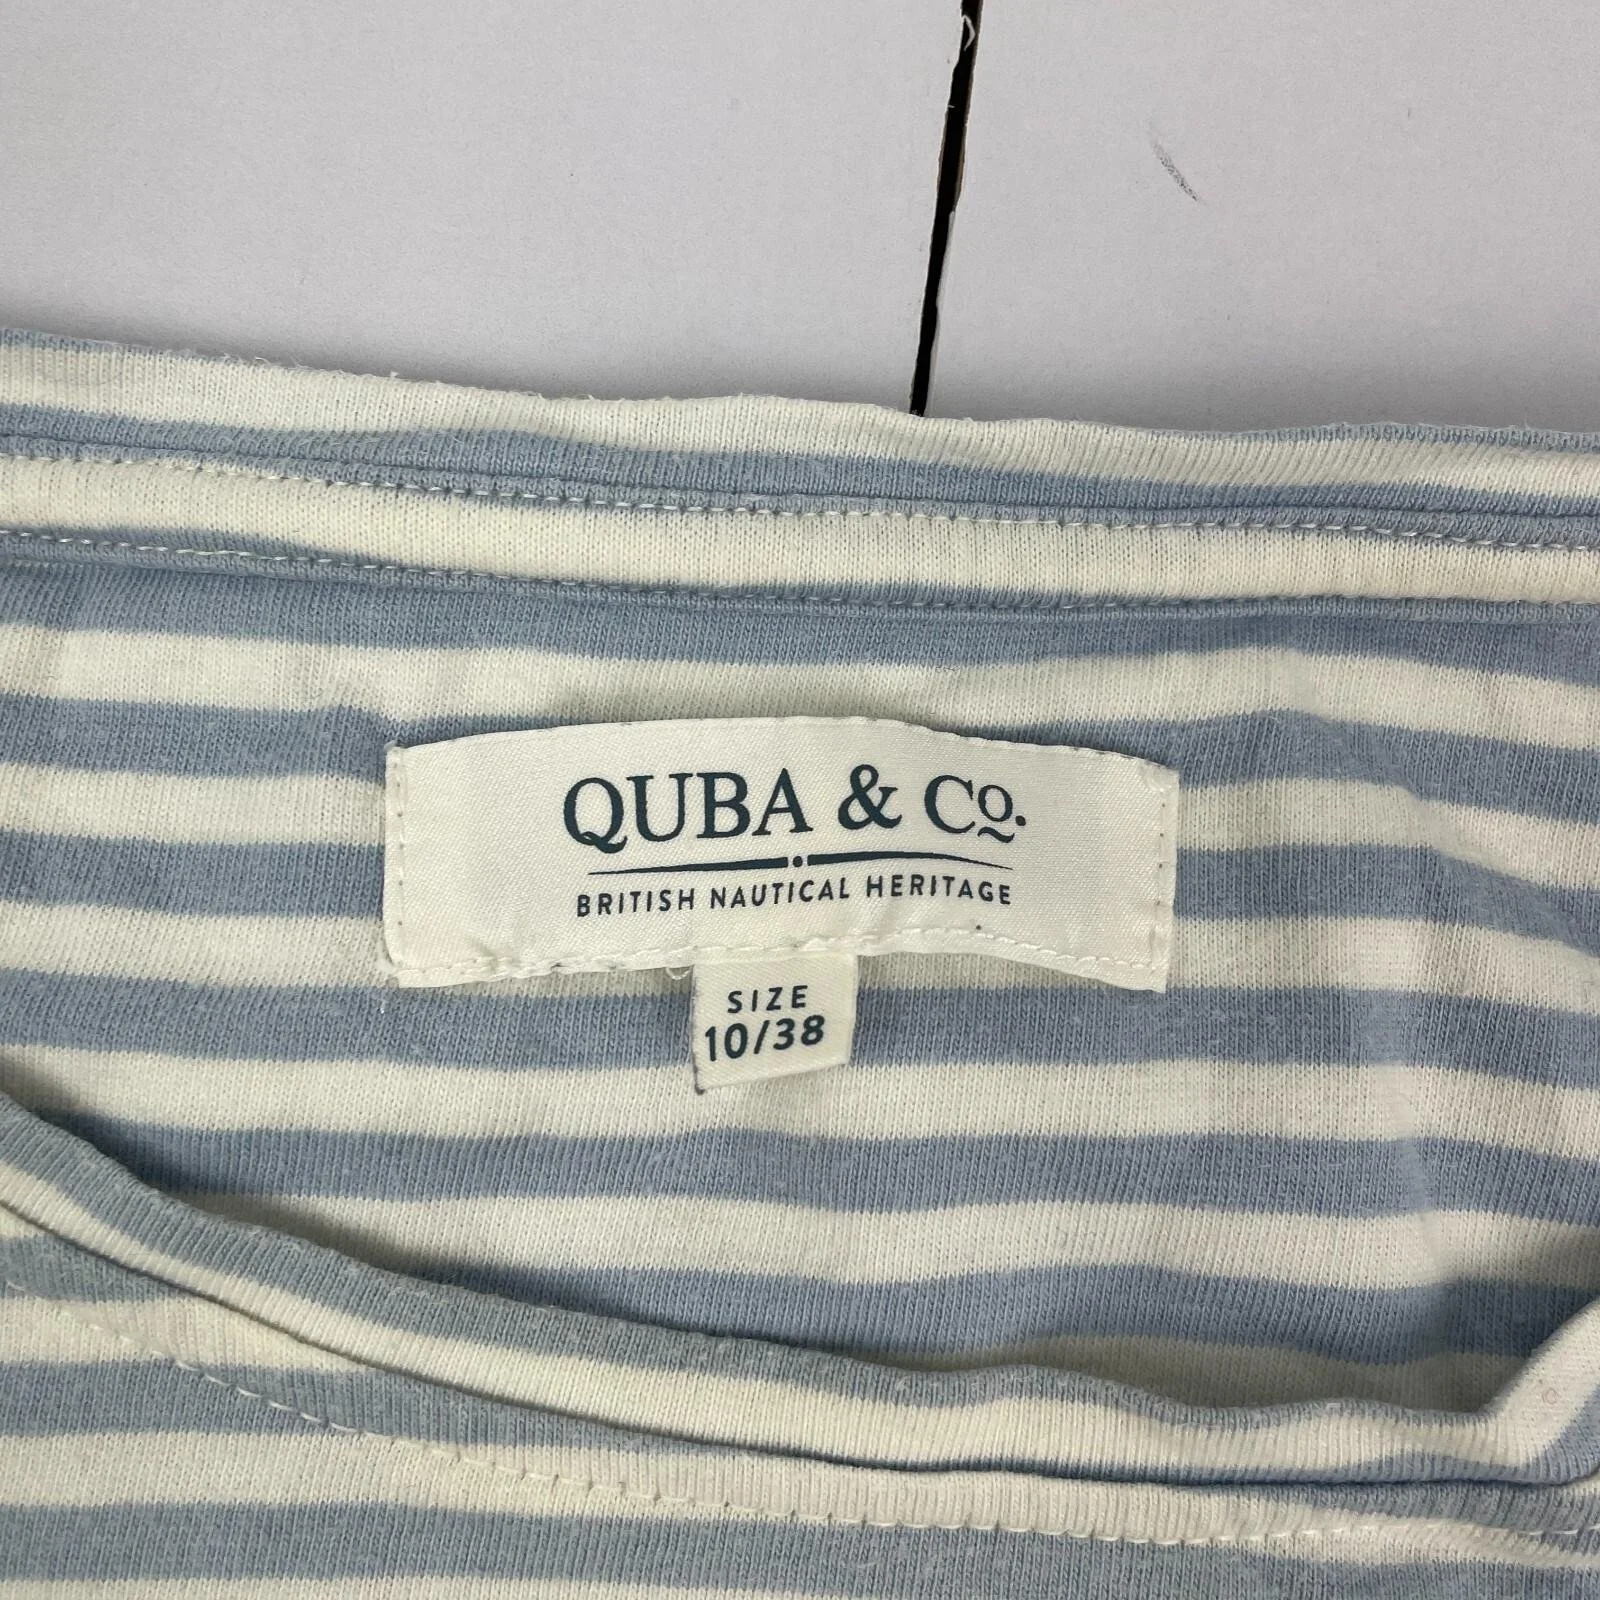 QUBA & Co.
BRITISH NAUTICAL HERITAGE
SIZE
10/38